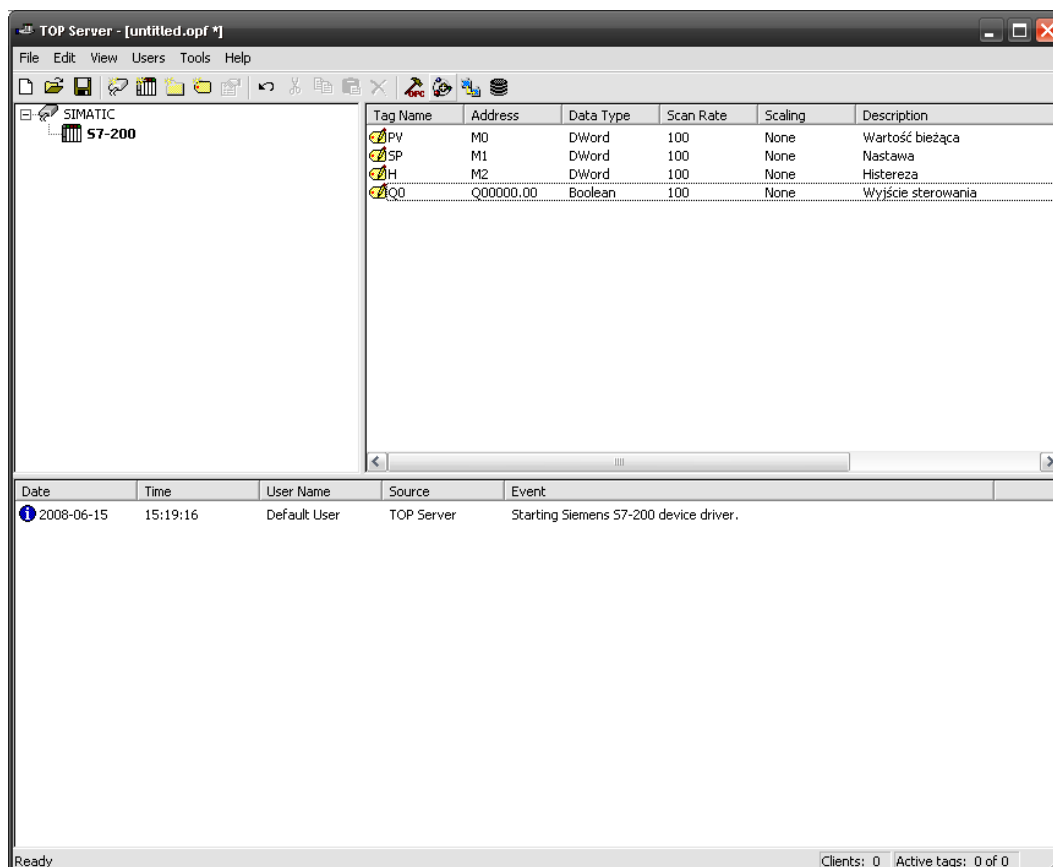 TOP Server - [untitled.opf *]
File Edit View Users Tools Help
OPC
SIMATIC
S7-200
Tag Name Address Data Type Scan Rate Scaling Description
PV M0 DWord 100 None Wartość bieżąca
SP M1 DWord 100 None Nastawa
H M2 DWord 100 None Histereza
Q0 Q00000.00 Boolean 100 None Wyjście sterowania
Date Time User Name Source Event
2008-06-15 15:19:16 Default User TOP Server Starting Siemens S7-200 device driver.
Ready Clients: 0 Active tags: 0 of 0